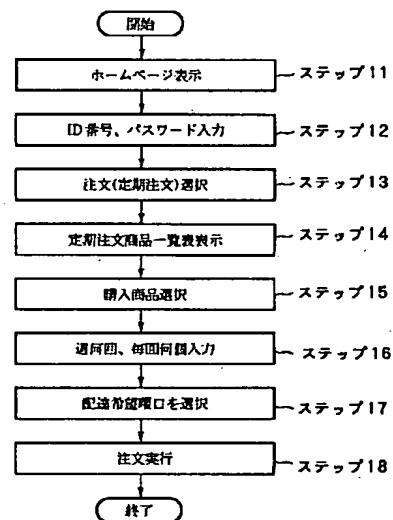 開始
ホームページ表示 ステップ11
ID番号、パスワード入力 ステップ12
注文(定期注文)選択 ステップ13
定期注文商品一覧表表示 ステップ14
購入商品選択 ステップ15
週何回、毎回何個入力 ステップ16
配達希望曜日を選択 ステップ17
注文実行 ステップ18
終了